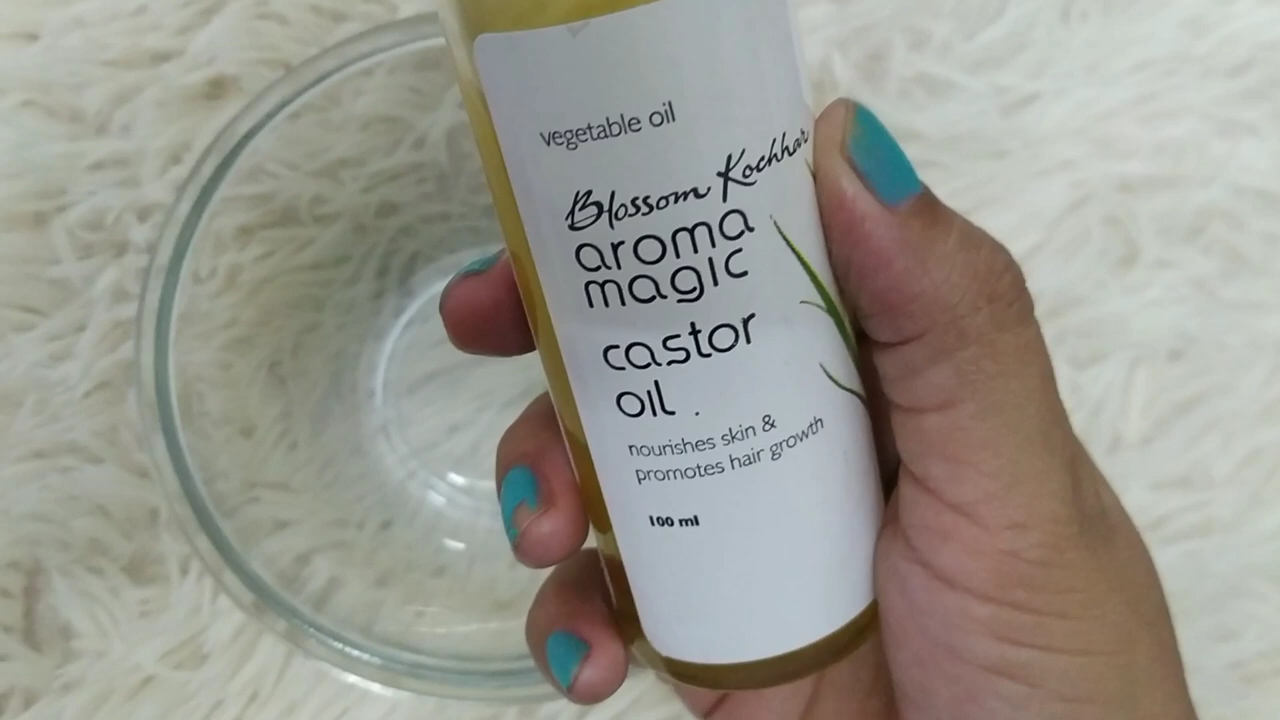 vegetable oil
Blossom Kochhar
aroma
magic
castor
oil .
nourishes skin &
promotes hair growth
100 ml